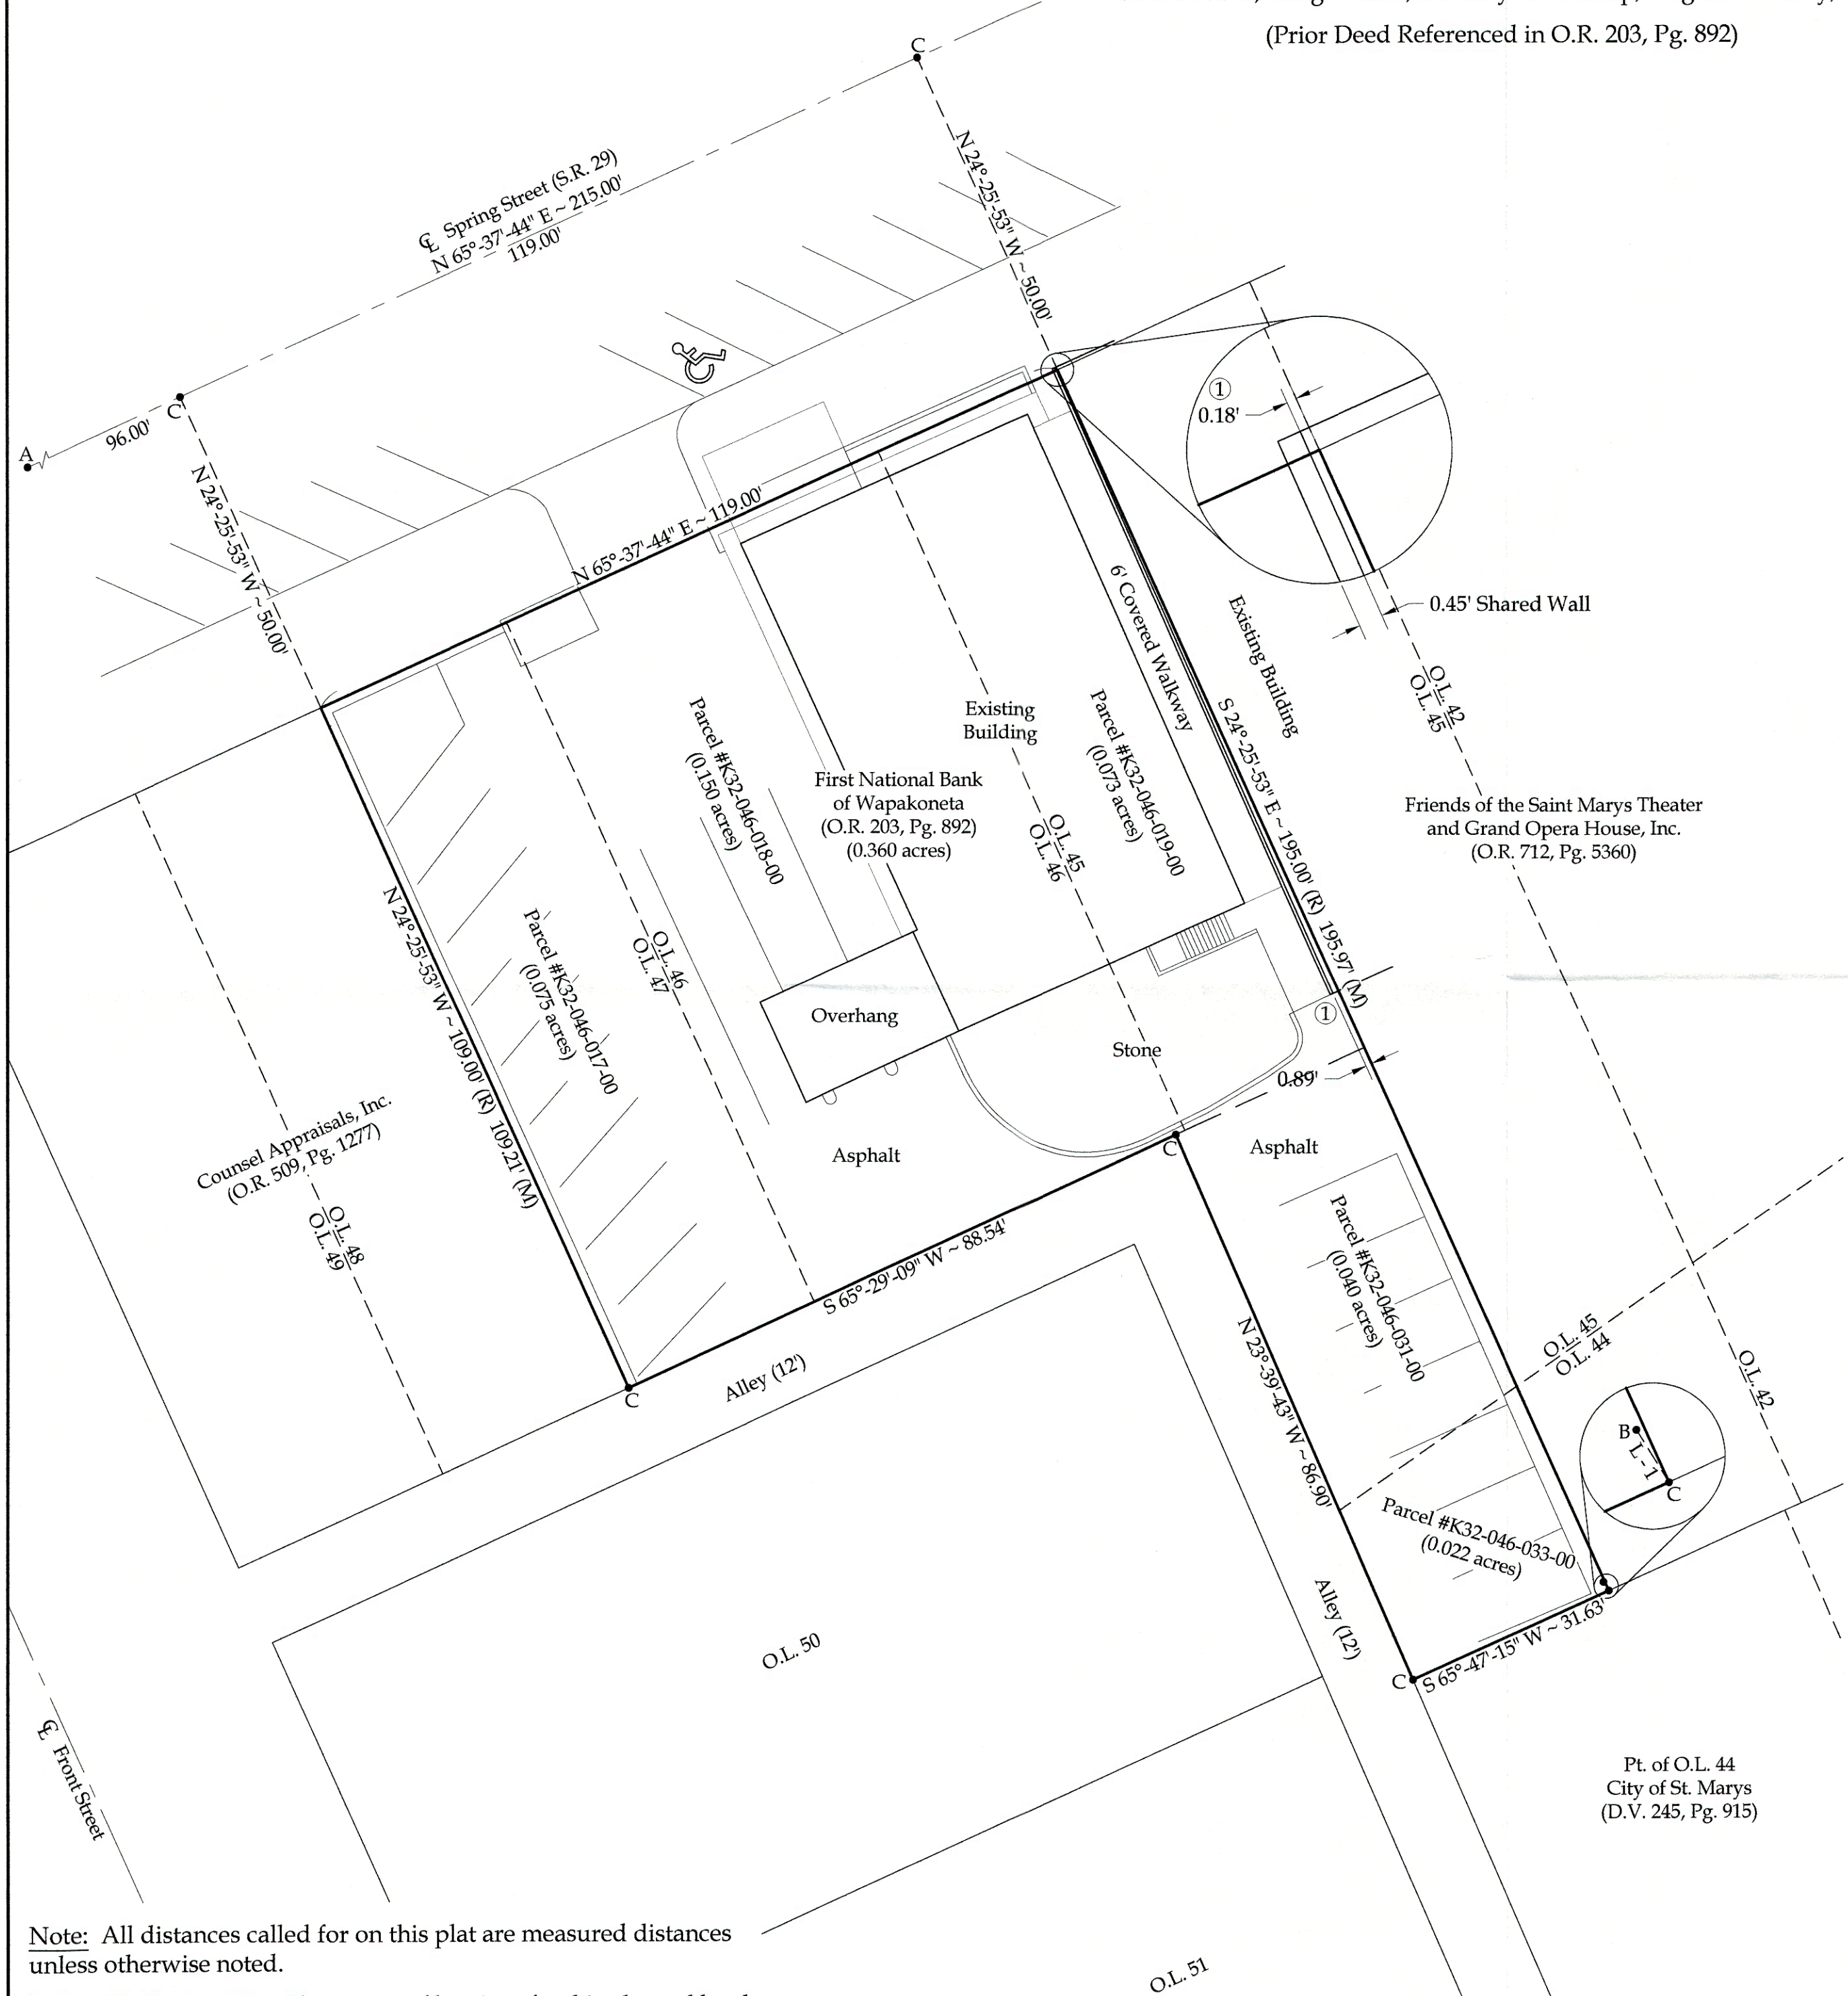 (Prior Deed Referenced in O.R. 203, Pg. 892)
C
N 24°-25'-53" W ~ 50.00'
℄ Spring Street (S.R. 29)
N 65°-37'-44" E ~ 215.00'
119.00'
A
96.00'
C
N 24°-25'-53" W ~ 50.00'
N 65°-37'-44" E ~ 119.00'
1
0.18'
0.45' Shared Wall
6' Covered Walkway
Existing Building
S 24°-25'-53" E ~ 195.00' (R) 195.97' (M)
O.L. 42
O.L. 45
Parcel #K32-046-018-00
(0.150 acres)
Existing
Building
First National Bank
of Wapakoneta
(O.R. 203, Pg. 892)
(0.360 acres)
Parcel #K32-046-019-00
(0.073 acres)
O.L. 45
O.L. 46
Friends of the Saint Marys Theater
and Grand Opera House, Inc.
(O.R. 712, Pg. 5360)
N 24°-25'-53" W ~ 109.00' (R) 109.21' (M)
Parcel #K32-046-017-00
(0.075 acres)
O.L. 46
O.L. 47
Overhang
Stone
1
0.89'
Asphalt
C
Asphalt
Counsel Appraisals, Inc.
(O.R. 509, Pg. 1277)
O.L. 48
O.L. 49
S 65°-29'-09" W ~ 88.54'
C
Alley (12')
Parcel #K32-046-031-00
(0.040 acres)
N 23°-39'-43" W ~ 86.90'
O.L. 45
O.L. 44
O.L. 42
B
L - 1
C
Parcel #K32-046-033-00
(0.022 acres)
Alley (12')
C
S 65°-47'-15" W ~ 31.63'
O.L. 50
℄ Front Street
Pt. of O.L. 44
City of St. Marys
(D.V. 245, Pg. 915)
Note: All distances called for on this plat are measured distances
unless otherwise noted.
O.L. 51